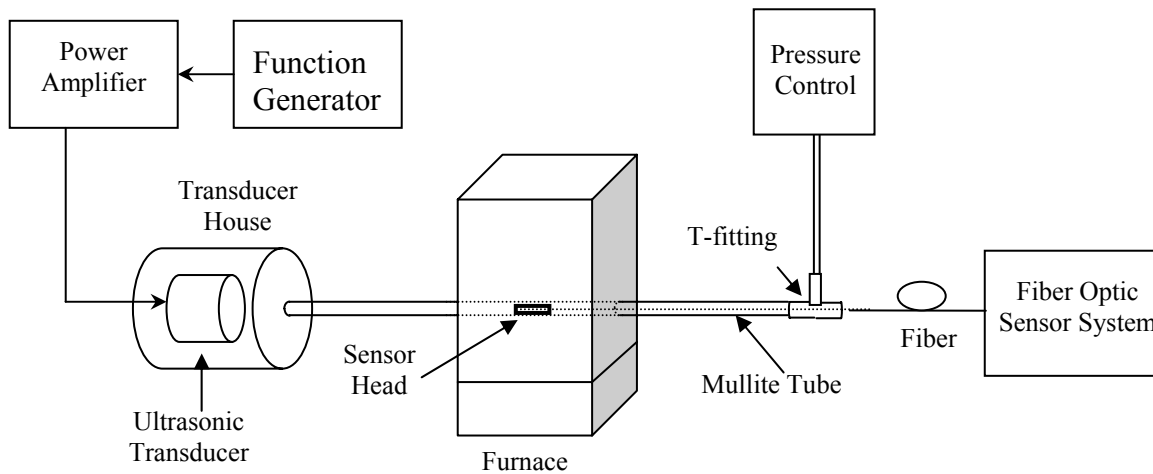 Power
Amplifier
Function
Generator
Pressure
Control
Transducer
House
T-fitting
Fiber Optic
Sensor System
Fiber
Sensor
Head
Mullite Tube
Ultrasonic
Transducer
Furnace